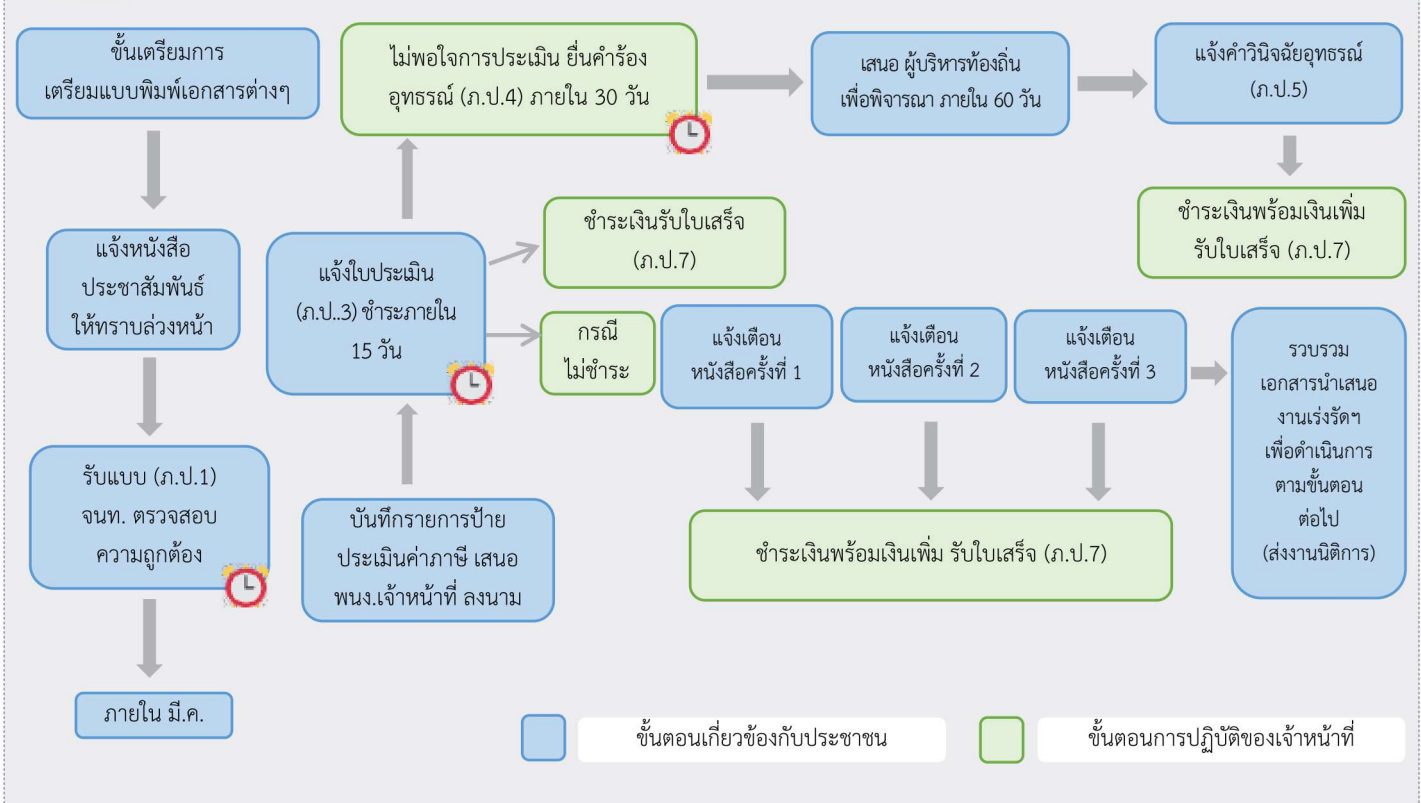 ขั้นเตรียมการ
เตรียมแบบพิมพ์เอกสารต่างๆ
แจ้งหนังสือ
ประชาสัมพันธ์
ให้ทราบล่วงหน้า
รับแบบ (ภ.ป.1)
จนท. ตรวจสอบ
ความถูกต้อง
ภายใน มี.ค.
บันทึกรายการป้าย
ประเมินค่าภาษี เสนอ
พนง.เจ้าหน้าที่ ลงนาม
แจ้งใบประเมิน
(ภ.ป..3) ชำระภายใน
15 วัน
ไม่พอใจการประเมิน ยื่นคำร้อง
อุทธรณ์ (ภ.ป.4) ภายใน 30 วัน
เสนอ ผู้บริหารท้องถิ่น
เพื่อพิจารณา ภายใน 60 วัน
แจ้งคำวินิจฉัยอุทธรณ์
(ภ.ป.5)
ชำระเงินพร้อมเงินเพิ่ม
รับใบเสร็จ (ภ.ป.7)
ชำระเงินรับใบเสร็จ
(ภ.ป.7)
กรณี
ไม่ชำระ
แจ้งเตือน
หนังสือครั้งที่ 1
แจ้งเตือน
หนังสือครั้งที่ 2
แจ้งเตือน
หนังสือครั้งที่ 3
รวบรวม
เอกสารนำเสนอ
งานเร่งรัดฯ
เพื่อดำเนินการ
ตามขั้นตอน
ต่อไป
(ส่งงานนิติการ)
ชำระเงินพร้อมเงินเพิ่ม รับใบเสร็จ (ภ.ป.7)
ขั้นตอนเกี่ยวข้องกับประชาชน
ขั้นตอนการปฏิบัติของเจ้าหน้าที่